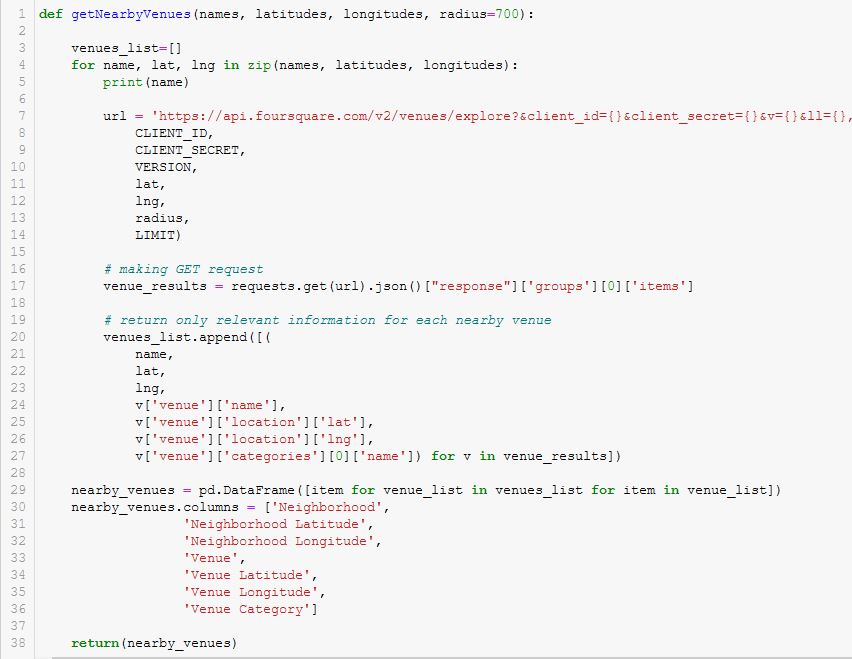 1 def getNearbyVenues(names, latitudes, longitudes, radius=700):
2
3     venues_list=[]
4     for name, lat, lng in zip(names, latitudes, longitudes):
5         print(name)
6
7         url = 'https://api.foursquare.com/v2/venues/explore?&client_id={}&client_secret={}&v={}&ll={},
8             CLIENT_ID,
9             CLIENT_SECRET,
10             VERSION,
11             lat,
12             lng,
13             radius,
14             LIMIT)
15
16         # making GET request
17         venue_results = requests.get(url).json()["response"]['groups'][0]['items']
18
19         # return only relevant information for each nearby venue
20         venues_list.append([(
21             name,
22             lat,
23             lng,
24             v['venue']['name'],
25             v['venue']['location']['lat'],
26             v['venue']['location']['lng'],
27             v['venue']['categories'][0]['name']) for v in venue_results])
28
29     nearby_venues = pd.DataFrame([item for venue_list in venues_list for item in venue_list])
30     nearby_venues.columns = ['Neighborhood',
31                   'Neighborhood Latitude',
32                   'Neighborhood Longitude',
33                   'Venue',
34                   'Venue Latitude',
35                   'Venue Longitude',
36                   'Venue Category']
37
38     return(nearby_venues)